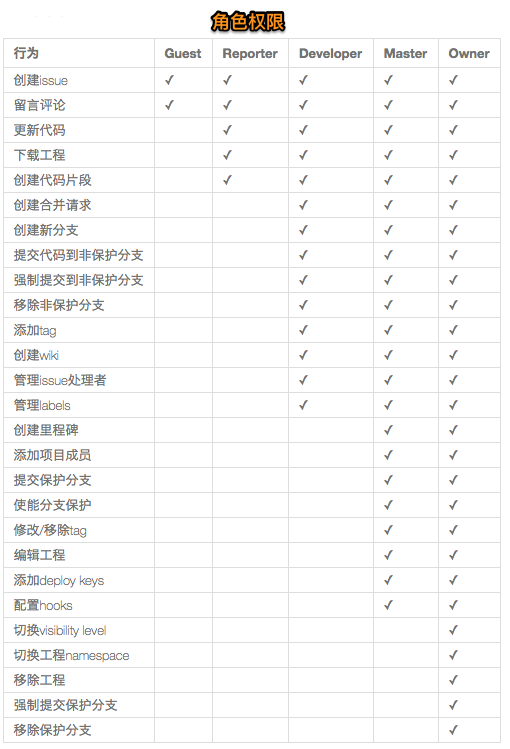 角色权限
行为 Guest Reporter Developer Master Owner
创建issue ✓ ✓ ✓ ✓ ✓
留言评论 ✓ ✓ ✓ ✓ ✓
更新代码 ✓ ✓ ✓ ✓
下载工程 ✓ ✓ ✓ ✓
创建代码片段 ✓ ✓ ✓ ✓
创建合并请求 ✓ ✓ ✓
创建新分支 ✓ ✓ ✓
提交代码到非保护分支 ✓ ✓ ✓
强制提交到非保护分支 ✓ ✓ ✓
移除非保护分支 ✓ ✓ ✓
添加tag ✓ ✓ ✓
创建wiki ✓ ✓ ✓
管理issue处理者 ✓ ✓ ✓
管理labels ✓ ✓ ✓
创建里程碑 ✓ ✓
添加项目成员 ✓ ✓
提交保护分支 ✓ ✓
使能分支保护 ✓ ✓
修改/移除tag ✓ ✓
编辑工程 ✓ ✓
添加deploy keys ✓ ✓
配置hooks ✓ ✓
切换visibility level ✓
切换工程namespace ✓
移除工程 ✓
强制提交保护分支 ✓
移除保护分支 ✓